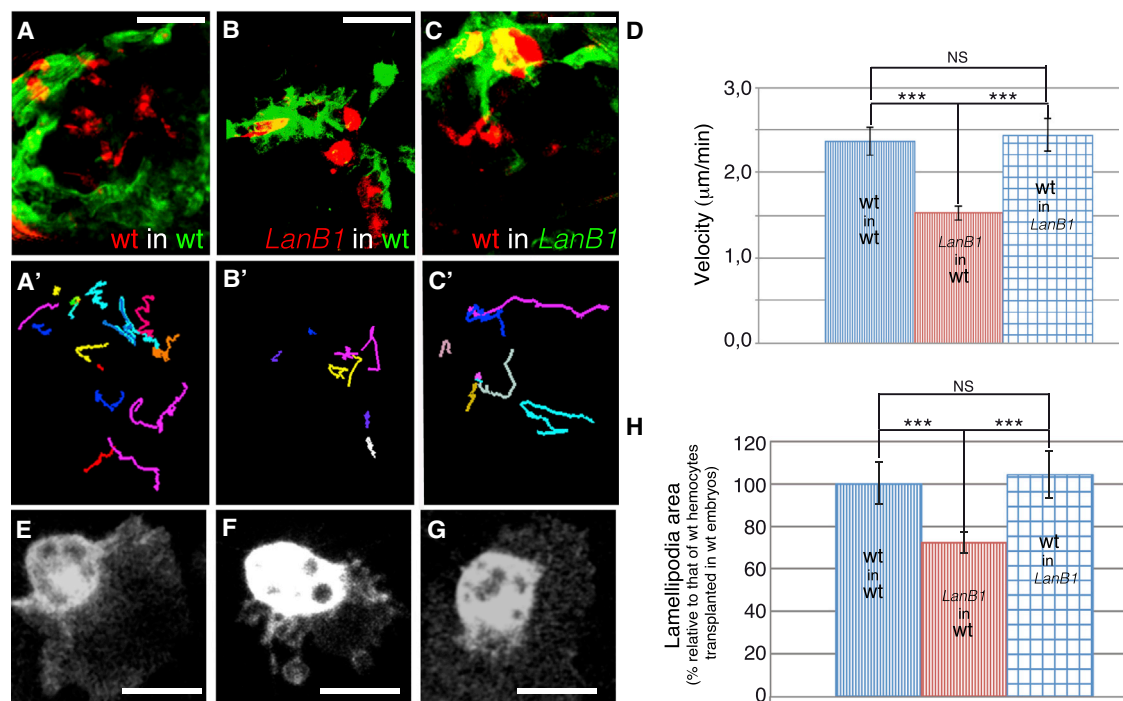 A
B
C
D
wt in wt
LanB1 in wt
wt in LanB1
A’
B’
C’
E
F
G
NS
*** ***
3,0
2,0
1,0
0,0
Velocity (μm/min)
wt
in
wt
LanB1
in
wt
wt
in
LanB1
H
NS
*** ***
120
100
80
60
40
20
0
Lamellipodia area
(% relative to that of wt hemocytes
transplanted in wt embryos)
wt
in
wt
LanB1
in
wt
wt
in
LanB1